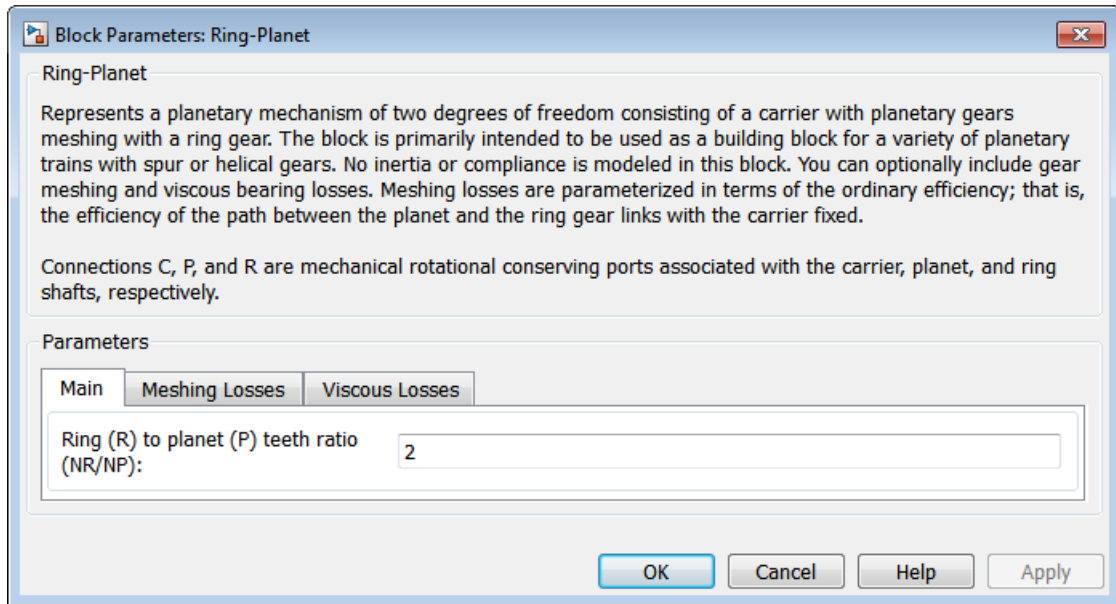 Block Parameters: Ring-Planet
Ring-Planet
Represents a planetary mechanism of two degrees of freedom consisting of a carrier with planetary gears
meshing with a ring gear. The block is primarily intended to be used as a building block for a variety of planetary
trains with spur or helical gears. No inertia or compliance is modeled in this block. You can optionally include gear
meshing and viscous bearing losses. Meshing losses are parameterized in terms of the ordinary efficiency; that is,
the efficiency of the path between the planet and the ring gear links with the carrier fixed.
Connections C, P, and R are mechanical rotational conserving ports associated with the carrier, planet, and ring
shafts, respectively.
Parameters
Main Meshing Losses Viscous Losses
Ring (R) to planet (P) teeth ratio
(NR/NP):
2
OK Cancel Help Apply